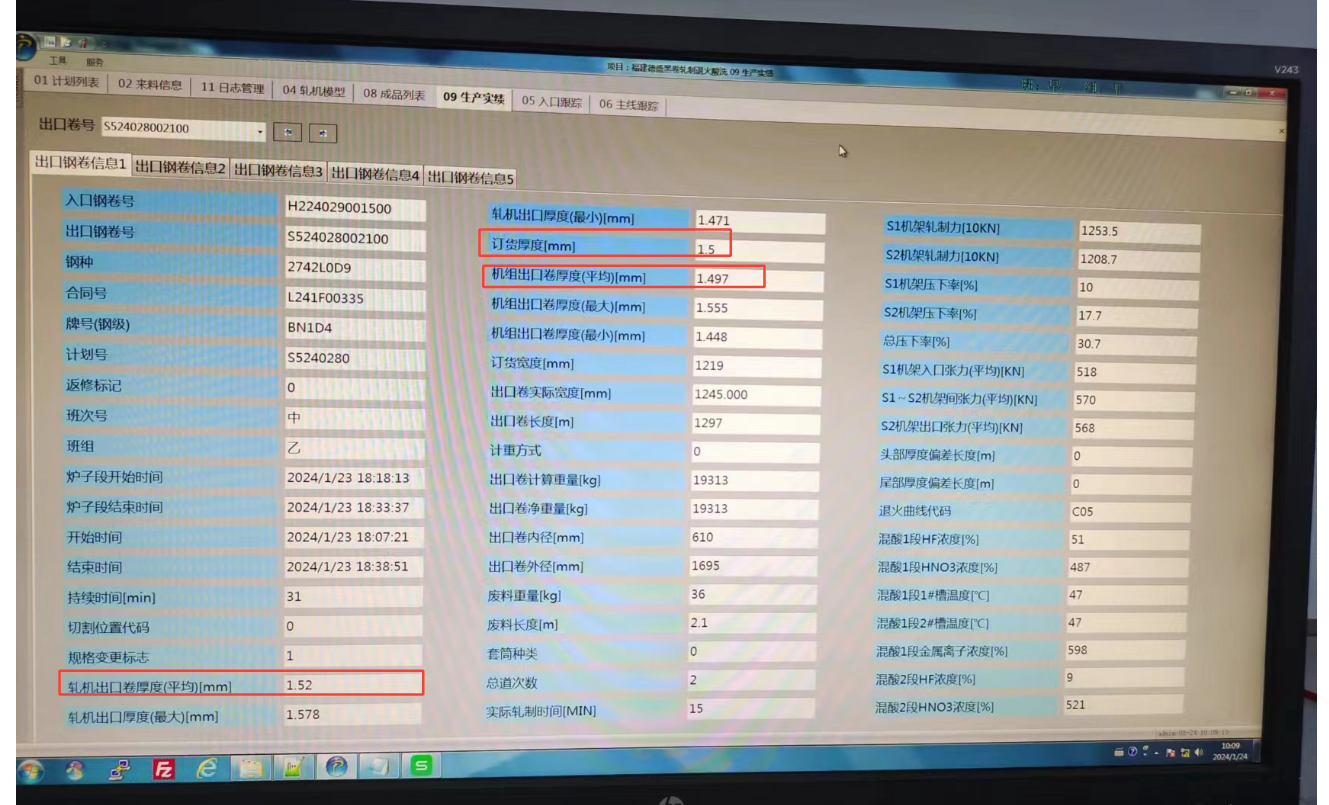 工具 服务
项目：福建德盛黑卷轧制退火酸洗 09 生产实绩
V243
01 计划列表 02 来料信息 11 日志管理 04 轧机模型 08 成品列表 09 生产实绩 05 入口跟踪 06 主线跟踪
出口卷号 S524028002100
出口钢卷信息1 出口钢卷信息2 出口钢卷信息3 出口钢卷信息4 出口钢卷信息5
入口钢卷号 H224029001500
出口钢卷号 S524028002100
钢种 2742L0D9
合同号 L241F00335
牌号(钢级) BN1D4
计划号 S5240280
返修标记 0
班次号 中
班组 乙
炉子段开始时间 2024/1/23 18:18:13
炉子段结束时间 2024/1/23 18:33:37
开始时间 2024/1/23 18:07:21
结束时间 2024/1/23 18:38:51
持续时间[min] 31
切割位置代码 0
规格变更标志 1
轧机出口卷厚度(平均)[mm] 1.52
轧机出口厚度(最大)[mm] 1.578
轧机出口厚度(最小)[mm] 1.471
订货厚度[mm] 1.5
机组出口卷厚度(平均)[mm] 1.497
机组出口卷厚度(最大)[mm] 1.555
机组出口卷厚度(最小)[mm] 1.448
订货宽度[mm] 1219
出口卷实际宽度[mm] 1245.000
出口卷长度[m] 1297
计重方式 0
出口卷计算重量[kg] 19313
出口卷净重量[kg] 19313
出口卷内径[mm] 610
出口卷外径[mm] 1695
废料重量[kg] 36
废料长度[m] 2.1
套筒种类 0
总道次数 2
实际轧制时间[MIN] 15
S1机架轧制力[10KN] 1253.5
S2机架轧制力[10KN] 1208.7
S1机架压下率[%] 10
S2机架压下率[%] 17.7
总压下率[%] 30.7
S1机架入口张力(平均)[KN] 518
S1~S2机架间张力(平均)[KN] 570
S2机架出口张力(平均)[KN] 568
头部厚度偏差长度[m] 0
尾部厚度偏差长度[m] 0
退火曲线代码 C05
混酸1段HF浓度[%] 51
混酸1段HNO3浓度[%] 487
混酸1段1#槽温度[℃] 47
混酸1段2#槽温度[℃] 47
混酸1段金属离子浓度[%] 598
混酸2段HF浓度[%] 9
混酸2段HNO3浓度[%] 521
10:09
2024/1/24